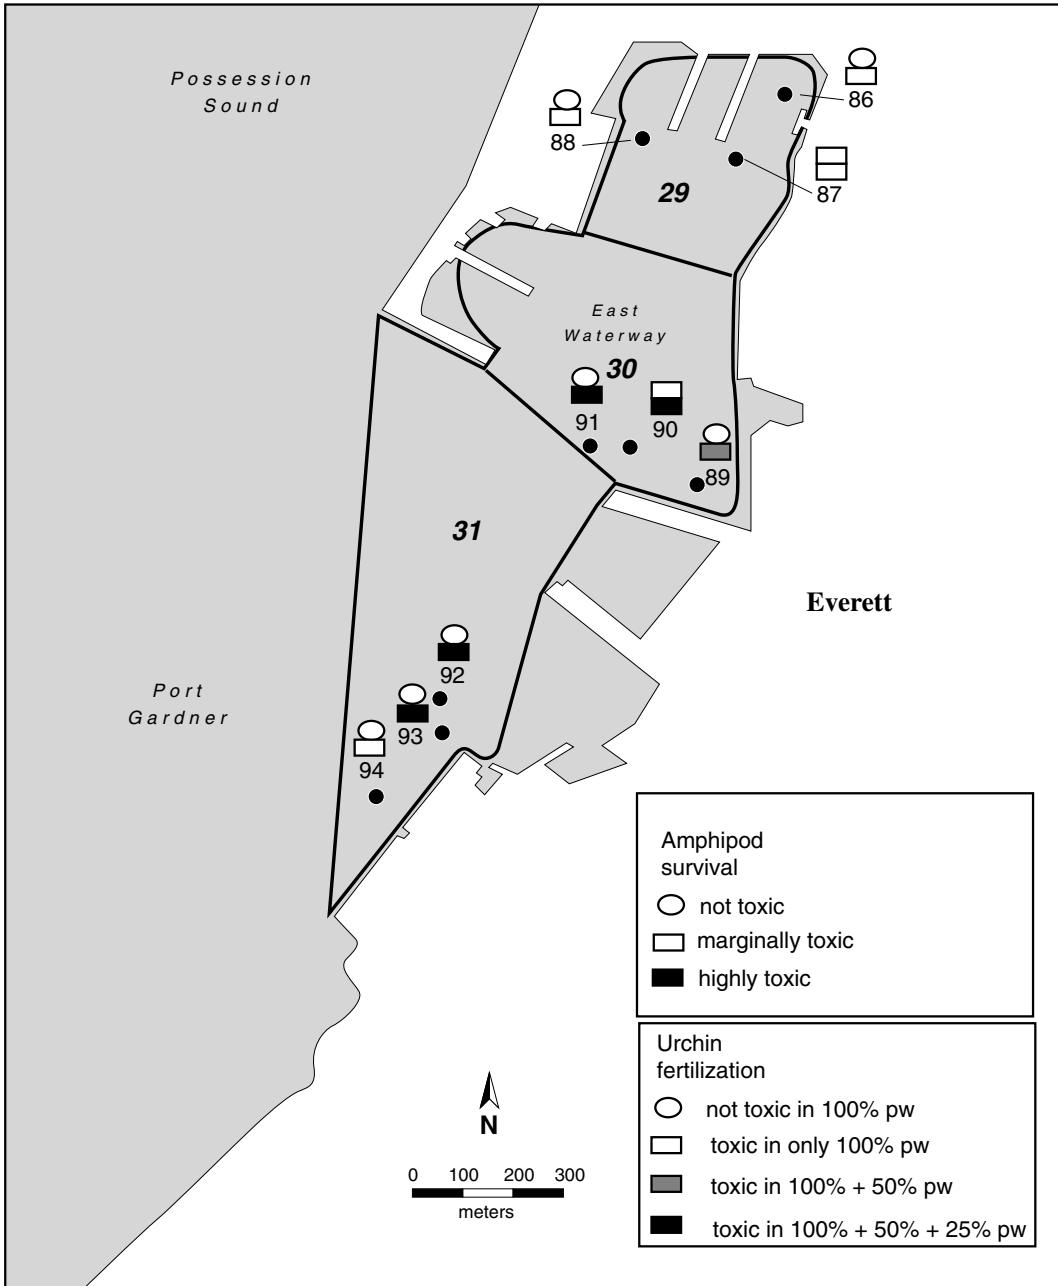 Possession
Sound
86
88
87
29
East
Waterway
30
91
90
89
31
Everett
92
Port
Gardner
93
94
Amphipod
survival
not toxic
marginally toxic
highly toxic
Urchin
fertilization
not toxic in 100% pw
toxic in only 100% pw
toxic in 100% + 50% pw
toxic in 100% + 50% + 25% pw
N
0 100 200 300
meters